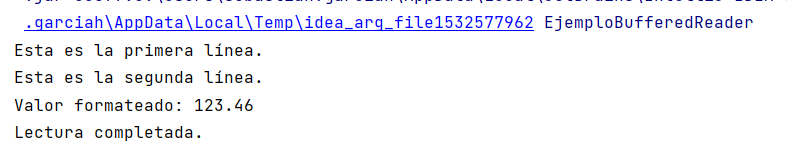 .garciah\AppData\Local\Temp\idea_arg_file1532577962 EjemploBufferedReader
Esta es la primera línea.
Esta es la segunda línea.
Valor formateado: 123.46
Lectura completada.